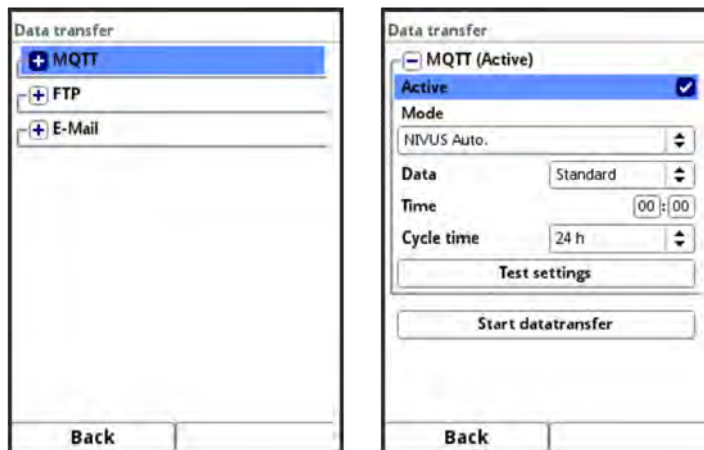 Data transfer
MQTT
FTP
E-Mail
Back
Data transfer
MQTT (Active)
Active
Mode
NIVUS Auto.
Data Standard
Time 00:00
Cycle time 24 h
Test settings
Start datatransfer
Back